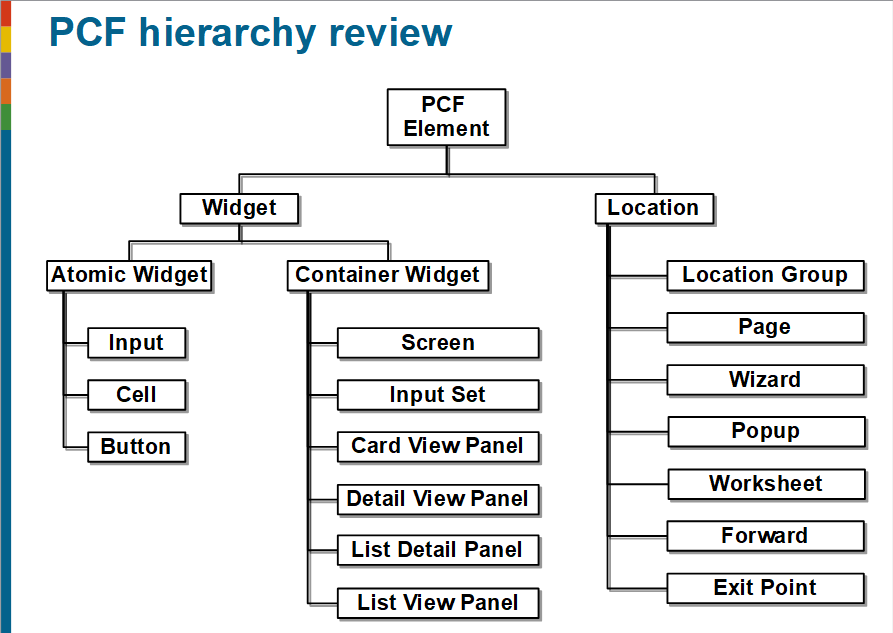 PCF hierarchy review
PCF
Element
Widget
Location
Atomic Widget
Container Widget
Input
Cell
Button
Screen
Input Set
Card View Panel
Detail View Panel
List Detail Panel
List View Panel
Location Group
Page
Wizard
Popup
Worksheet
Forward
Exit Point